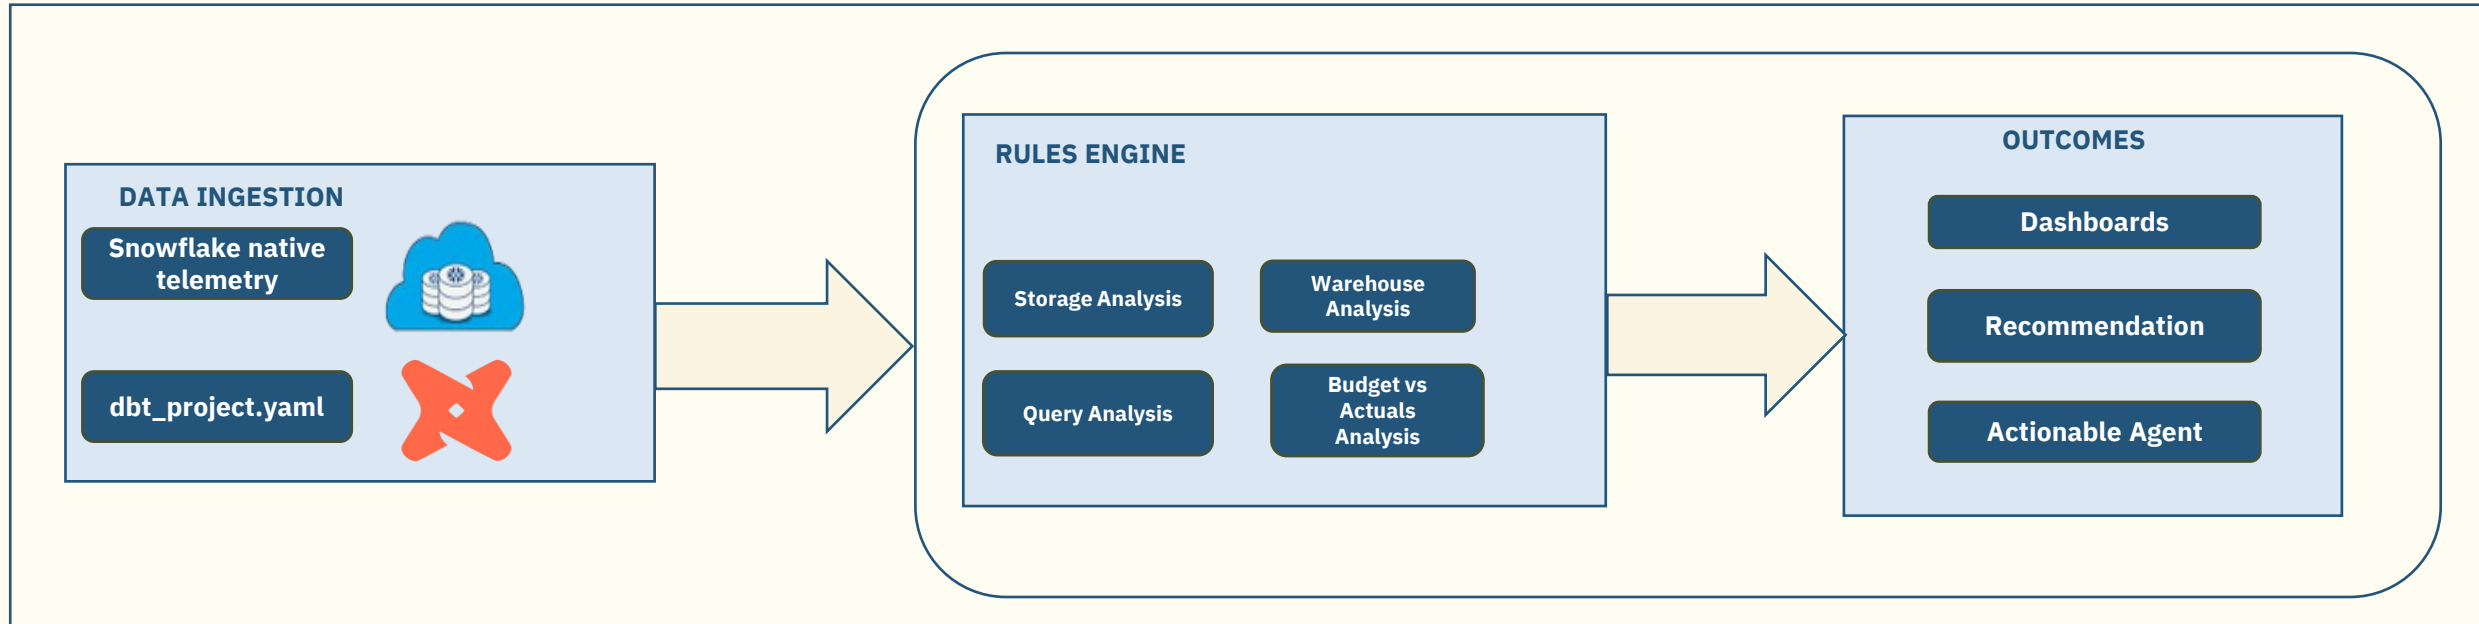 DATA INGESTION
Snowflake native
telemetry
dbt_project.yaml
RULES ENGINE
Storage Analysis
Warehouse
Analysis
Query Analysis
Budget vs
Actuals
Analysis
OUTCOMES
Dashboards
Recommendation
Actionable Agent